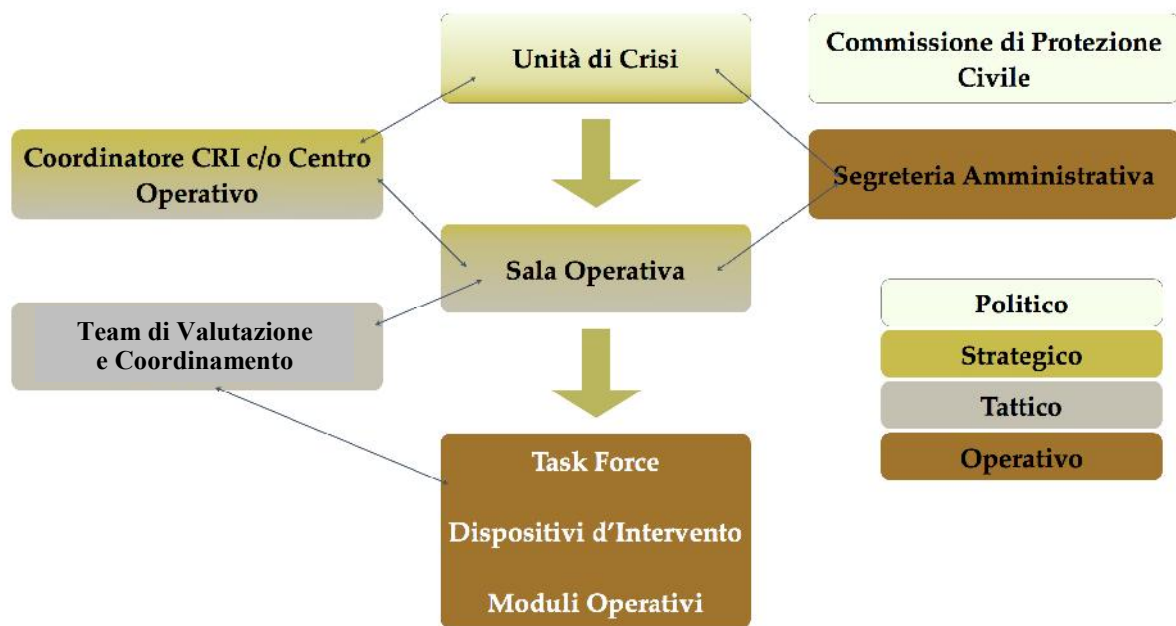 Unità di Crisi
Commissione di Protezione
Civile
Coordinatore CRI c/o Centro
Operativo
Segreteria Amministrativa
Sala Operativa
Team di Valutazione
e Coordinamento
Politico
Strategico
Tattico
Operativo
Task Force
Dispositivi d'Intervento
Moduli Operativi